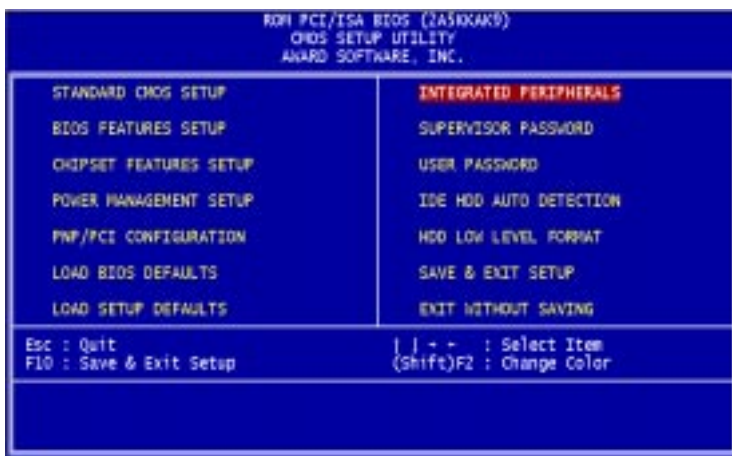 ROM PCI/ISA BIOS (2A5KKAK9)
CMOS SETUP UTILITY
AWARD SOFTWARE, INC.
STANDARD CMOS SETUP
BIOS FEATURES SETUP
CHIPSET FEATURES SETUP
POWER MANAGEMENT SETUP
PNP/PCI CONFIGURATION
LOAD BIOS DEFAULTS
LOAD SETUP DEFAULTS
INTEGRATED PERIPHERALS
SUPERVISOR PASSWORD
USER PASSWORD
IDE HDD AUTO DETECTION
HDD LOW LEVEL FORMAT
SAVE & EXIT SETUP
EXIT WITHOUT SAVING
Esc : Quit
F10 : Save & Exit Setup
: Select Item
(Shift)F2 : Change Color